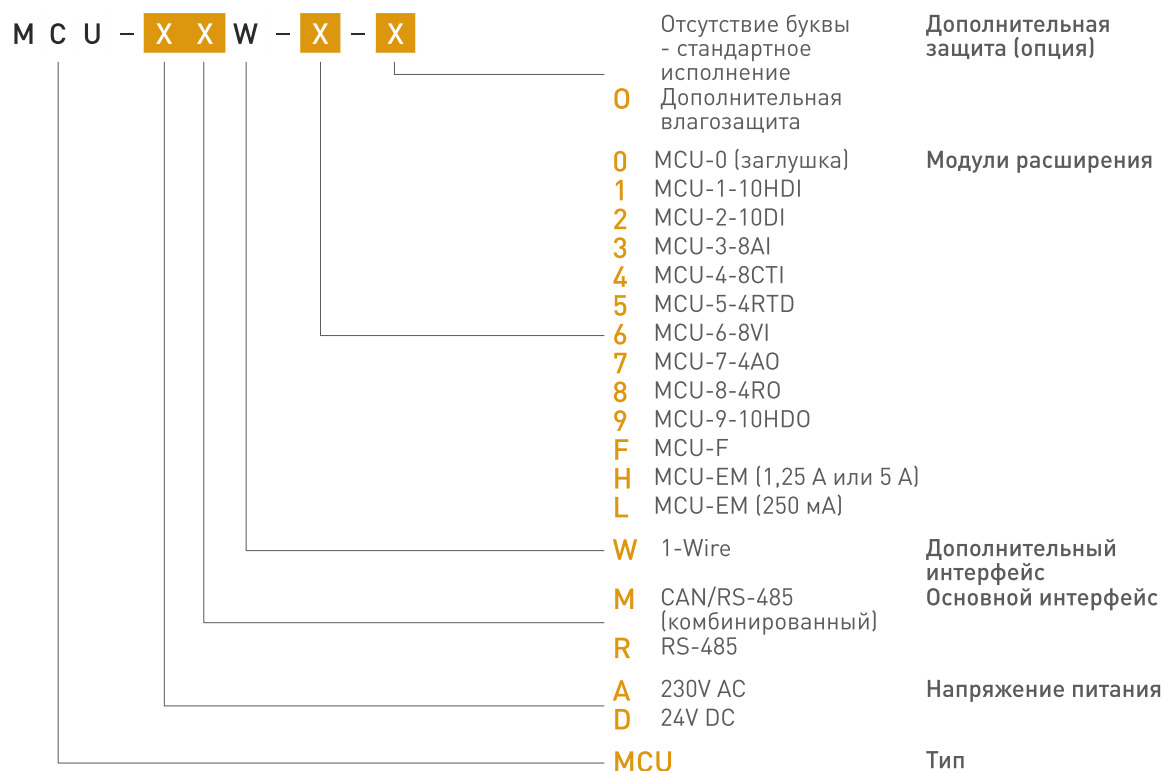 MCU-XXW-X-X
Отсутствие буквы
- стандартное
исполнение
Дополнительная
защита (опция)
O Дополнительная
влагозащита
0 MCU-0 (заглушка) Модули расширения
1 MCU-1-10HDI
2 MCU-2-10DI
3 MCU-3-8AI
4 MCU-4-8CTI
5 MCU-5-4RTD
6 MCU-6-8VI
7 MCU-7-4AO
8 MCU-8-4RO
9 MCU-9-10HDO
F MCU-F
H MCU-EM (1,25 А или 5 А)
L MCU-EM (250 мА)
W 1-Wire
Дополнительный
интерфейс
M CAN/RS-485 Основной интерфейс
(комбинированный)
R RS-485
A 230V AC Напряжение питания
D 24V DC
MCU Тип